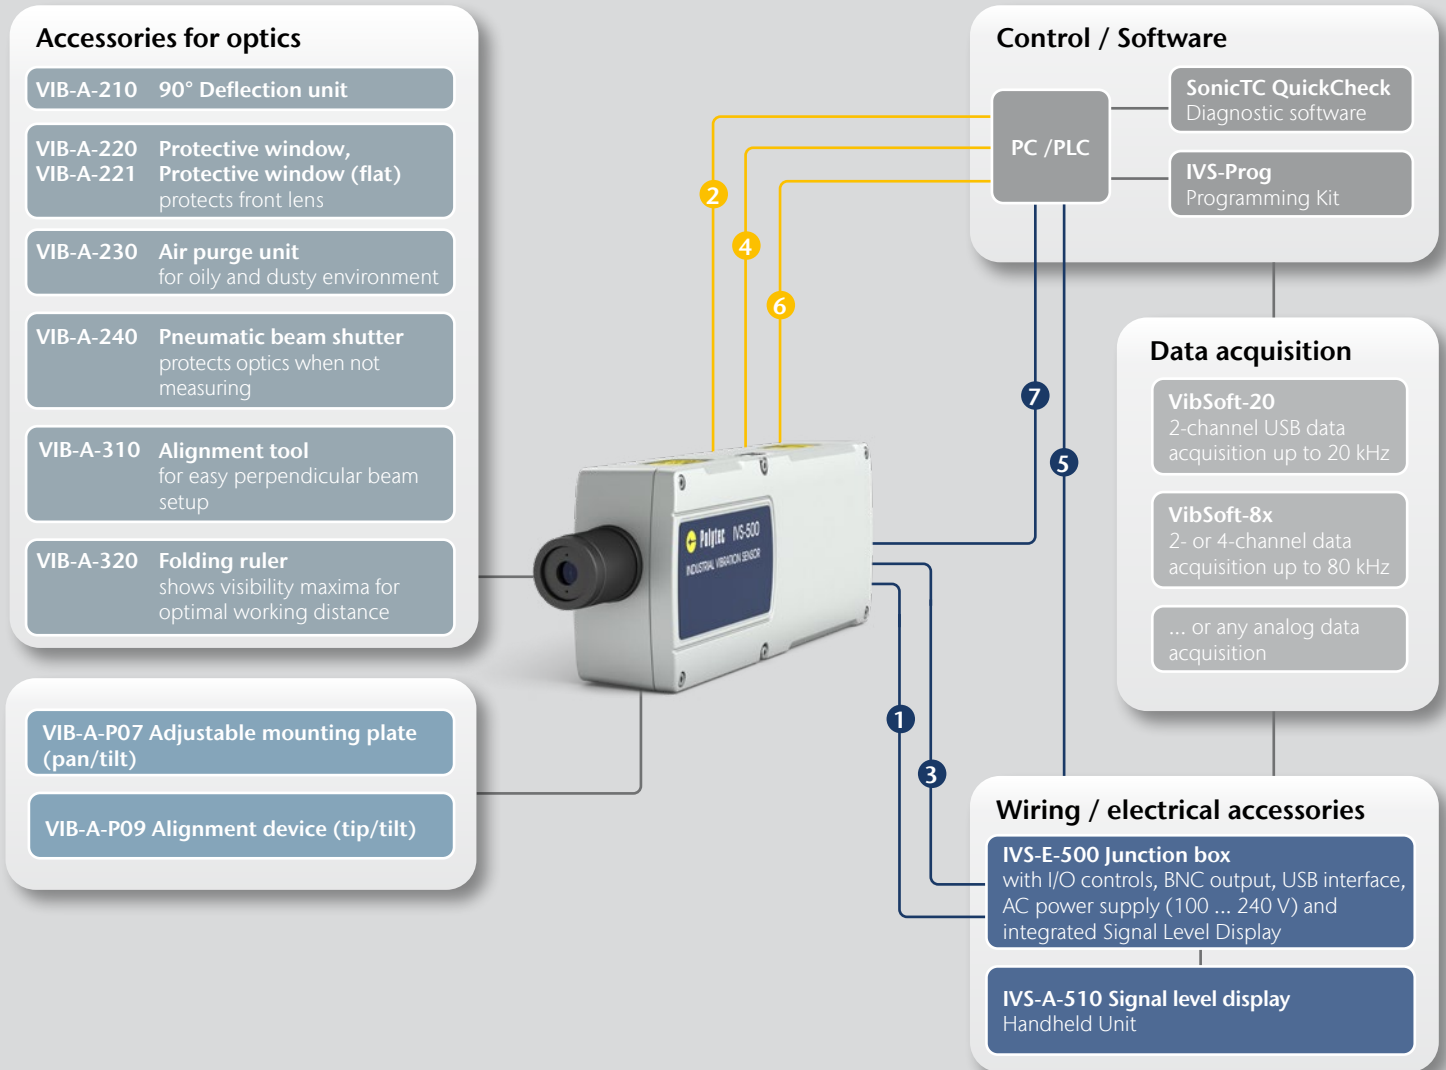 Accessories for optics
VIB-A-210 90° Deflection unit
VIB-A-220 Protective window,
VIB-A-221 Protective window (flat)
protects front lens
VIB-A-230 Air purge unit
for oily and dusty environment
VIB-A-240 Pneumatic beam shutter
protects optics when not
measuring
VIB-A-310 Alignment tool
for easy perpendicular beam
setup
VIB-A-320 Folding ruler
shows visibility maxima for
optimal working distance
VIB-A-P07 Adjustable mounting plate
(pan/tilt)
VIB-A-P09 Alignment device (tip/tilt)
2
4
6
7
5
1
3
Polytec IVS-500
INDUSTRIAL VIBRATION SENSOR
Control / Software
PC /PLC
SonicTC QuickCheck
Diagnostic software
IVS-Prog
Programming Kit
Data acquisition
VibSoft-20
2-channel USB data
acquisition up to 20 kHz
VibSoft-8x
2- or 4-channel data
acquisition up to 80 kHz
... or any analog data
acquisition
Wiring / electrical accessories
IVS-E-500 Junction box
with I/O controls, BNC output, USB interface,
AC power supply (100 ... 240 V) and
integrated Signal Level Display
IVS-A-510 Signal level display
Handheld Unit